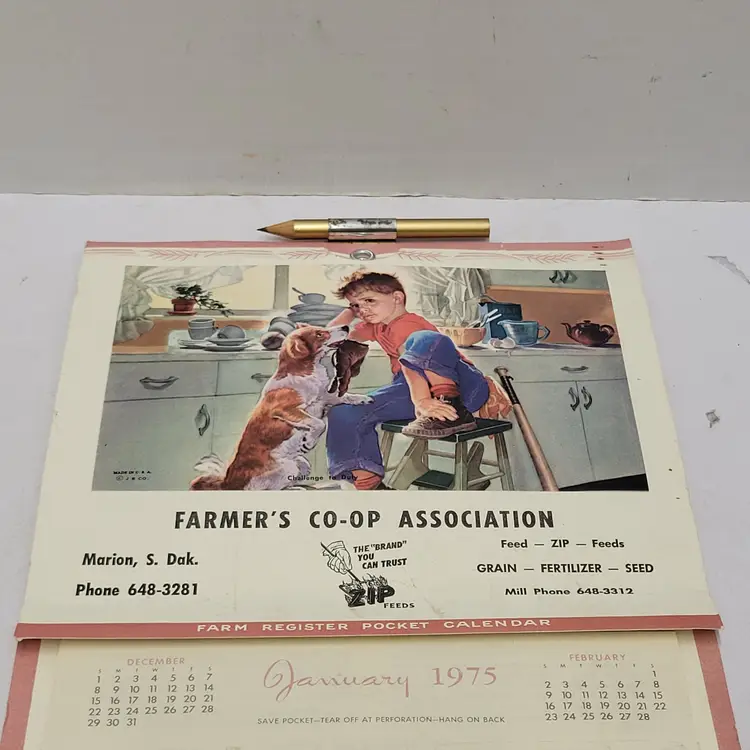 MADE IN U.S.A.
© J B CO.
Challenge to Duty
FARMER'S CO-OP ASSOCIATION
Marion, S. Dak.
Phone 648-3281
THE "BRAND"
YOU
CAN TRUST
ZIP
FEEDS
Feed — ZIP — Feeds
GRAIN — FERTILIZER — SEED
Mill Phone 648-3312
FARM REGISTER POCKET CALENDAR
DECEMBER
S M T W T F S
1 2 3 4 5 6 7
8 9 10 11 12 13 14
15 16 17 18 19 20 21
22 23 24 25 26 27 28
29 30 31
January 1975
SAVE POCKET—TEAR OFF AT PERFORATION—HANG ON BACK
FEBRUARY
S M T W T F S
1
2 3 4 5 6 7 8
9 10 11 12 13 14 15
16 17 18 19 20 21 22
23 24 25 26 27 28